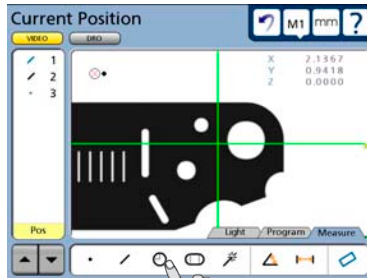 Current Position
M1 mm ?
VIDEO DRO
1
2
3
X 2.1367
Y 0.9418
Z 0.0000
Pos
Light Program Measure